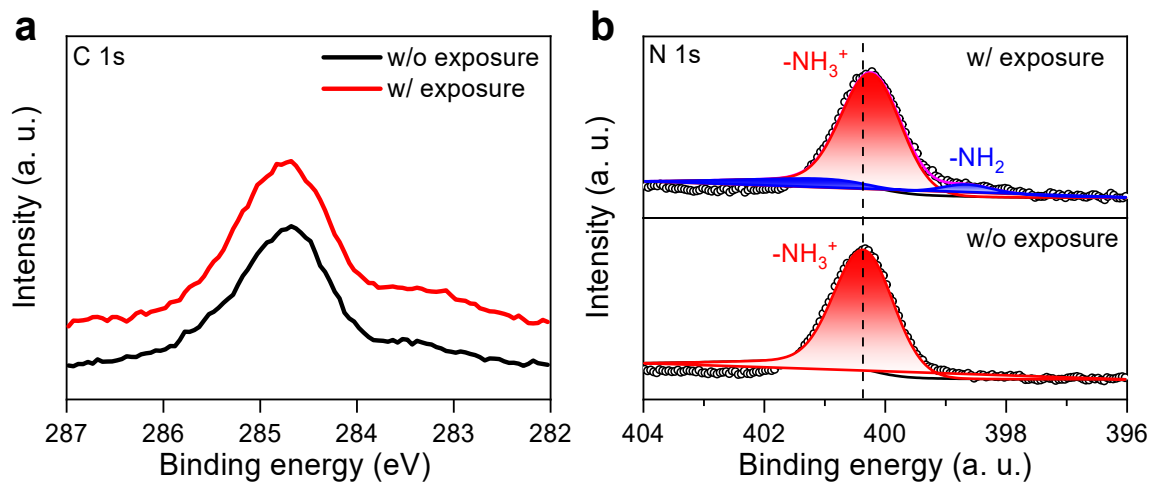 a
C 1s
w/o exposure
w/ exposure
Intensity (a. u.)
287 286 285 284 283 282
Binding energy (eV)
b
N 1s
w/ exposure
-NH₃⁺
-NH₂
w/o exposure
-NH₃⁺
Intensity (a. u.)
404 402 400 398 396
Binding energy (a. u.)